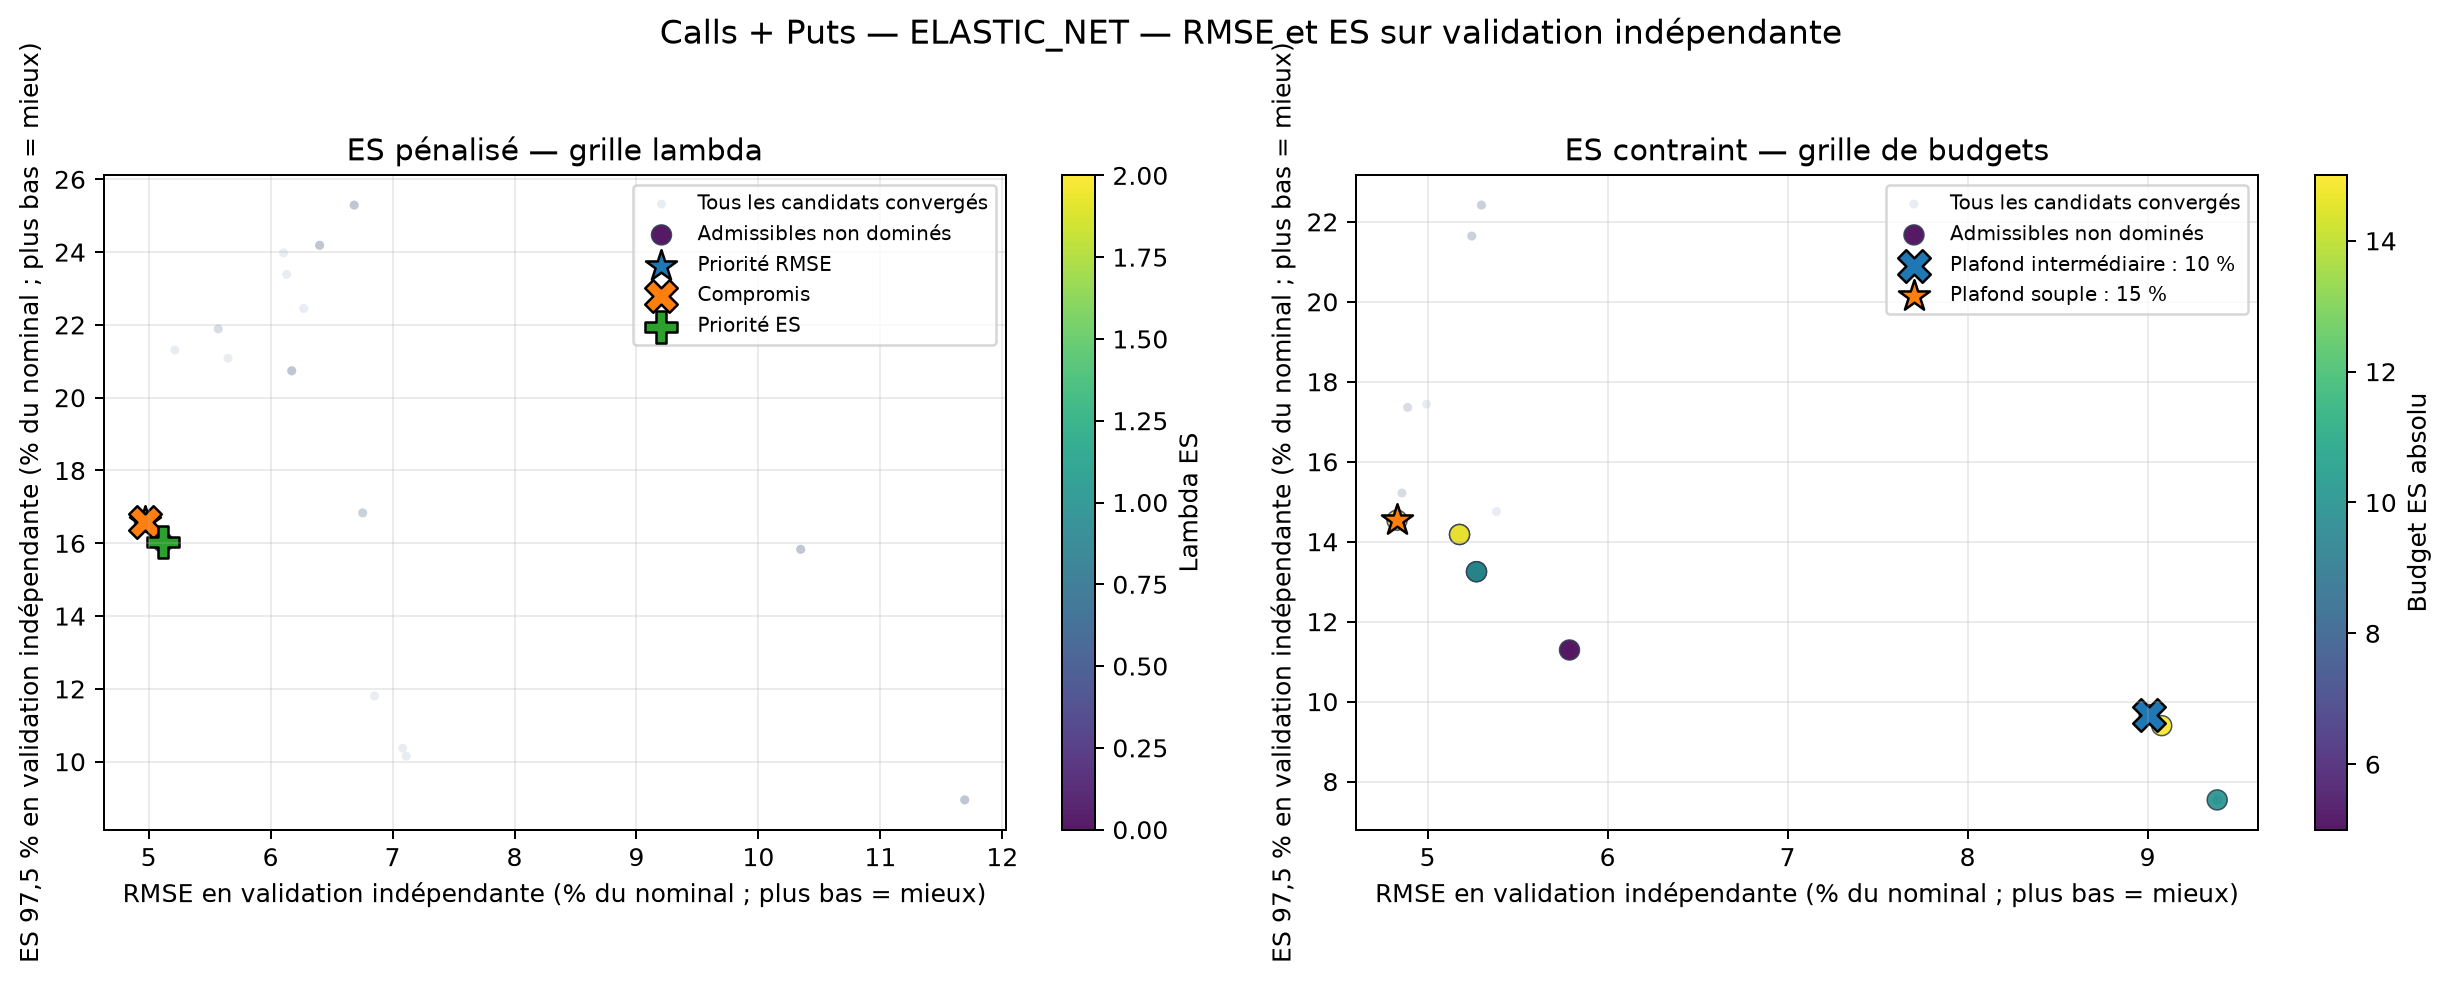 Calls + Puts — ELASTIC_NET — RMSE et ES sur validation indépendante
ES pénalisé — grille lambda
ES 97,5 % en validation indépendante (% du nominal ; plus bas = mieux)
26
24
22
20
18
16
14
12
10
Tous les candidats convergés
Admissibles non dominés
Priorité RMSE
Compromis
Priorité ES
5 6 7 8 9 10 11 12
RMSE en validation indépendante (% du nominal ; plus bas = mieux)
2.00
1.75
1.50
1.25
1.00
0.75
0.50
0.25
0.00
Lambda ES
ES contraint — grille de budgets
ES 97,5 % en validation indépendante (% du nominal ; plus bas = mieux)
22
20
18
16
14
12
10
8
Tous les candidats convergés
Admissibles non dominés
Plafond intermédiaire : 10 %
Plafond souple : 15 %
5 6 7 8 9
RMSE en validation indépendante (% du nominal ; plus bas = mieux)
14
12
10
8
6
Budget ES absolu